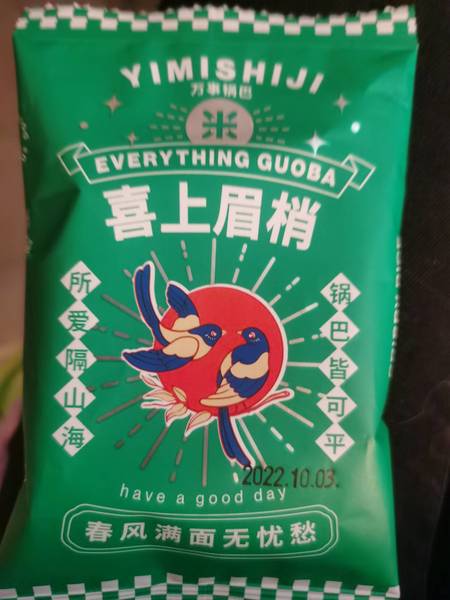 YIMISHIJI
万事锅巴
米
EVERYTHING GUOBA
喜上眉梢
所爱隔山海
锅巴皆可平
2022.10.03.
have a good day
春风满面无忧愁